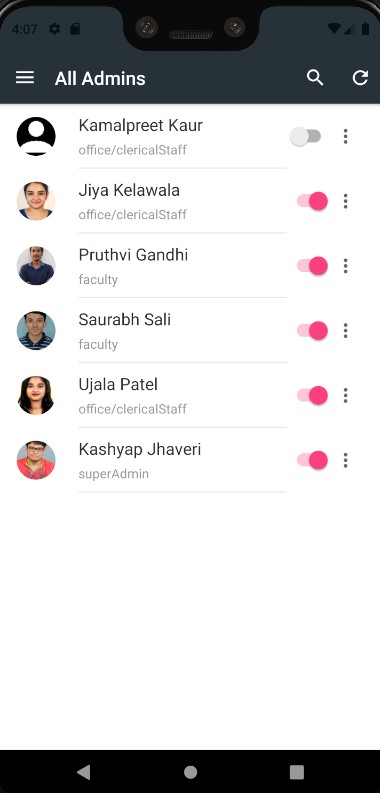 4:07
All Admins
Kamalpreet Kaur
office/clericalStaff
Jiya Kelawala
office/clericalStaff
Pruthvi Gandhi
faculty
Saurabh Sali
faculty
Ujala Patel
office/clericalStaff
Kashyap Jhaveri
superAdmin